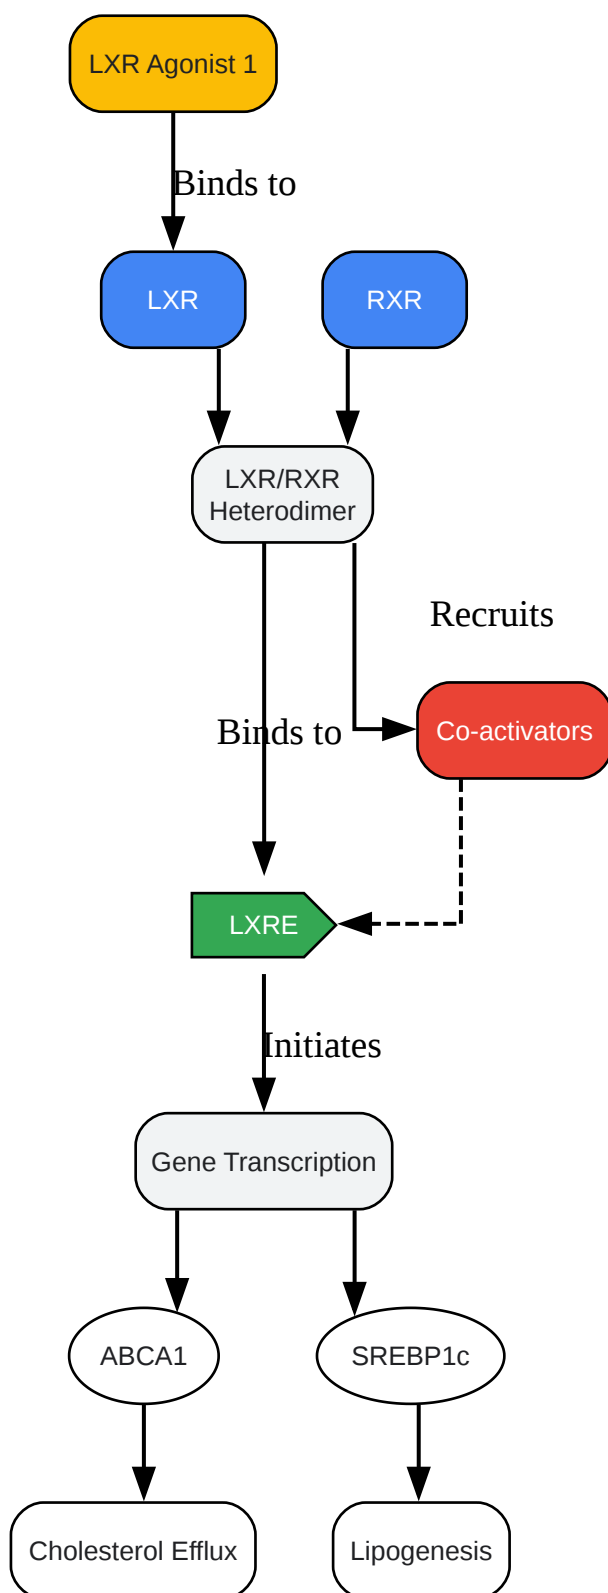 LXR Agonist 1
Binds to
LXR
RXR
LXR/RXR
Heterodimer
Recruits
Binds to
Co-activators
LXRE
Initiates
Gene Transcription
ABCA1
SREBP1c
Cholesterol Efflux
Lipogenesis